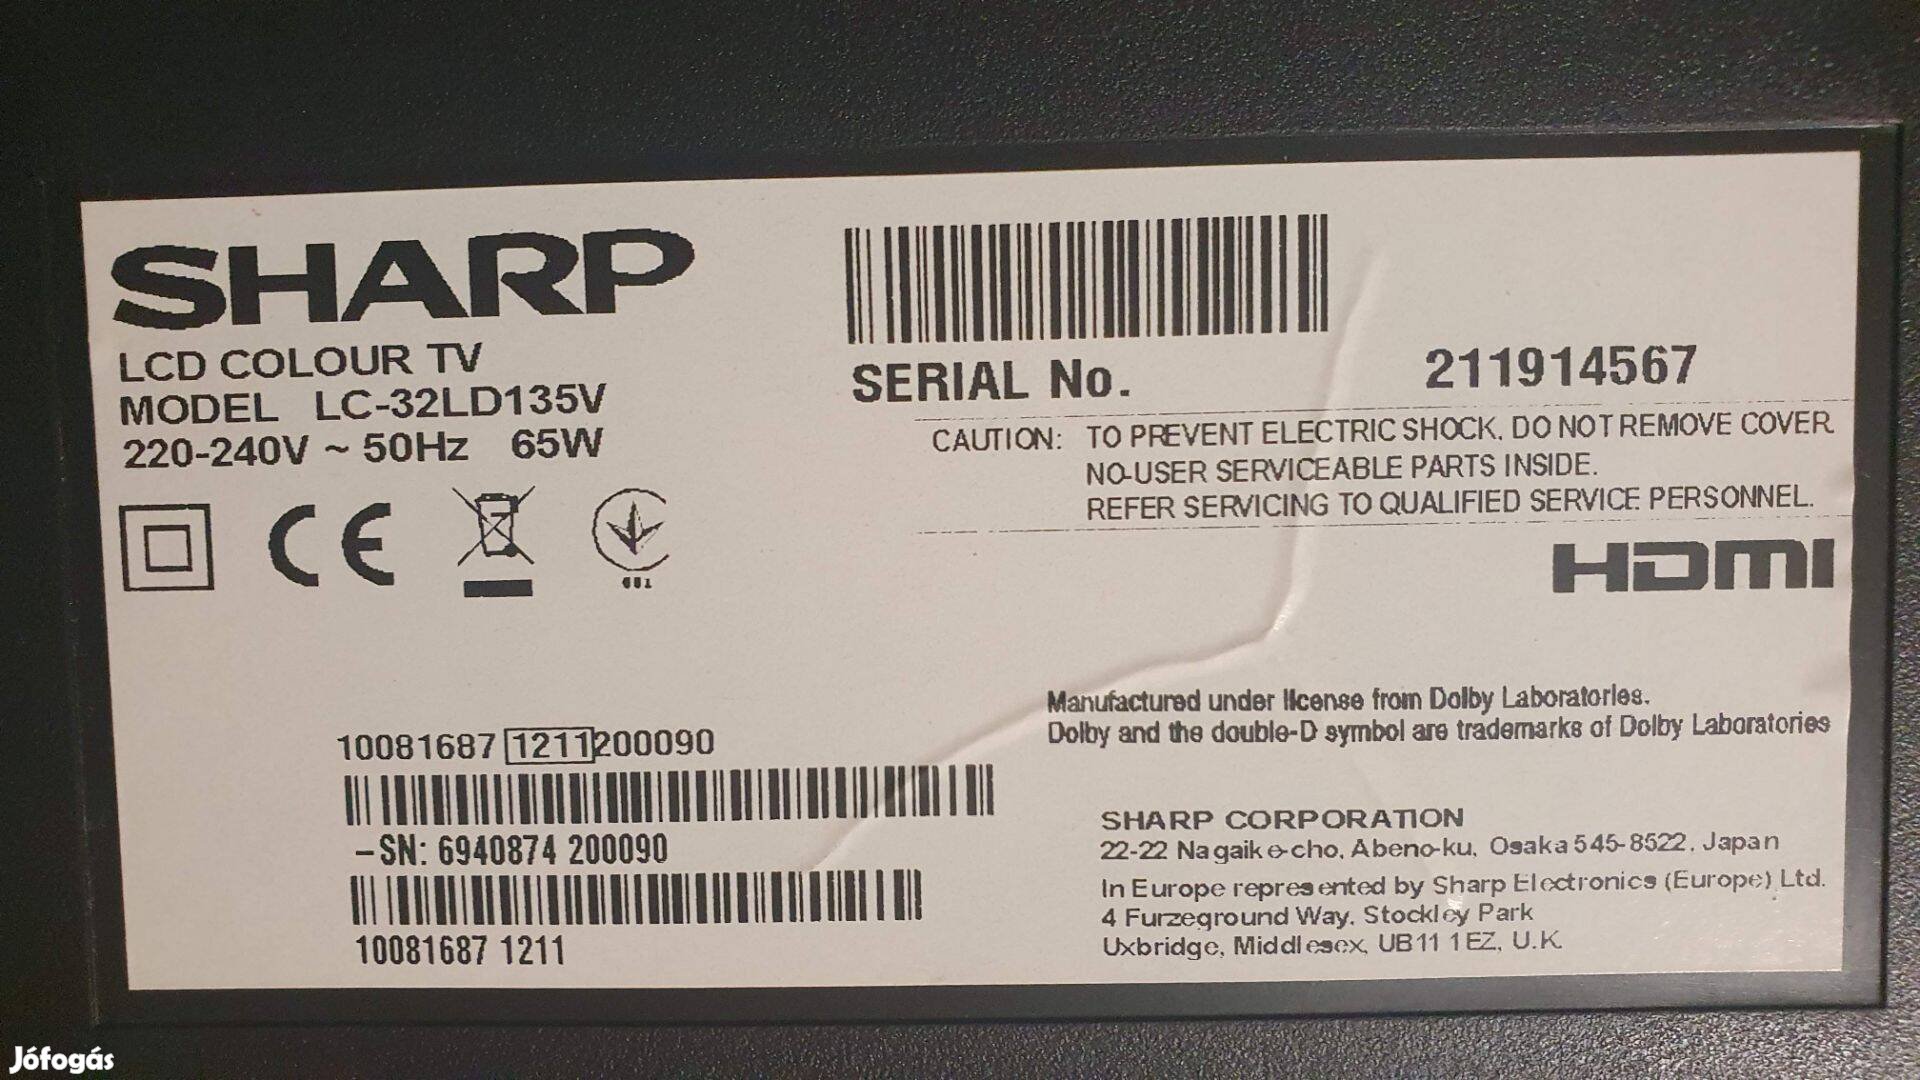 SHARP
LCD COLOUR TV
MODEL LC-32LD135V
220-240V ~ 50Hz 65W
CE
SERIAL No. 211914567
CAUTION: TO PREVENT ELECTRIC SHOCK. DO NOT REMOVE COVER.
NO-USER SERVICEABLE PARTS INSIDE.
REFER SERVICING TO QUALIFIED SERVICE PERSONNEL.
HDMI
Manufactured under license from Dolby Laboratories.
Dolby and the double-D symbol are trademarks of Dolby Laboratories
10081687 1211200090
-SN: 6940874 200090
10081687 1211
SHARP CORPORATION
22-22 Nagaike-cho, Abeno-ku, Osaka 545-8522, Japan
In Europe represented by Sharp Electronics (Europe) Ltd.
4 Furzeground Way, Stockley Park
Uxbridge, Middlesex, UB11 1EZ, U.K.
Jófogás